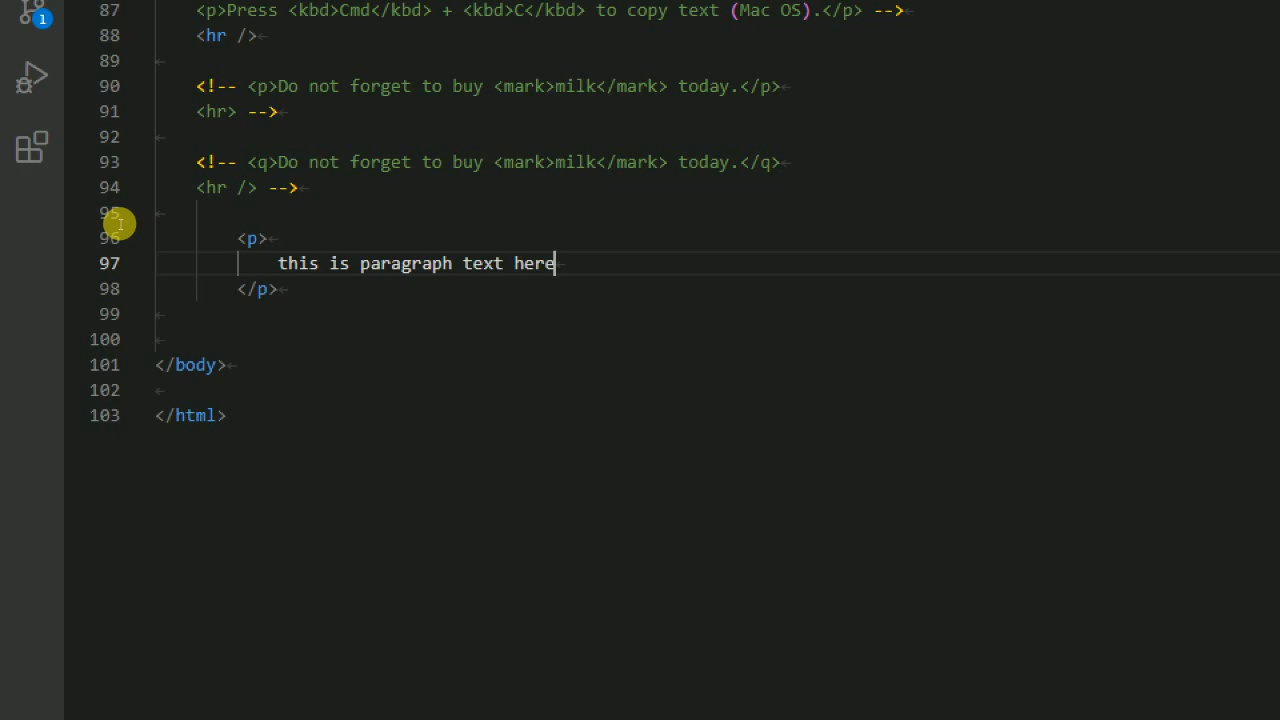 1
87 <p>Press <kbd>Cmd</kbd> + <kbd>C</kbd> to copy text (Mac OS).</p> -->
88 <hr />
89
90 <!-- <p>Do not forget to buy <mark>milk</mark> today.</p>
91 <hr> -->
92
93 <!-- <q>Do not forget to buy <mark>milk</mark> today.</q>
94 <hr /> -->
95
96 <p>
97 this is paragraph text here
98 </p>
99
100
101 </body>
102
103 </html>